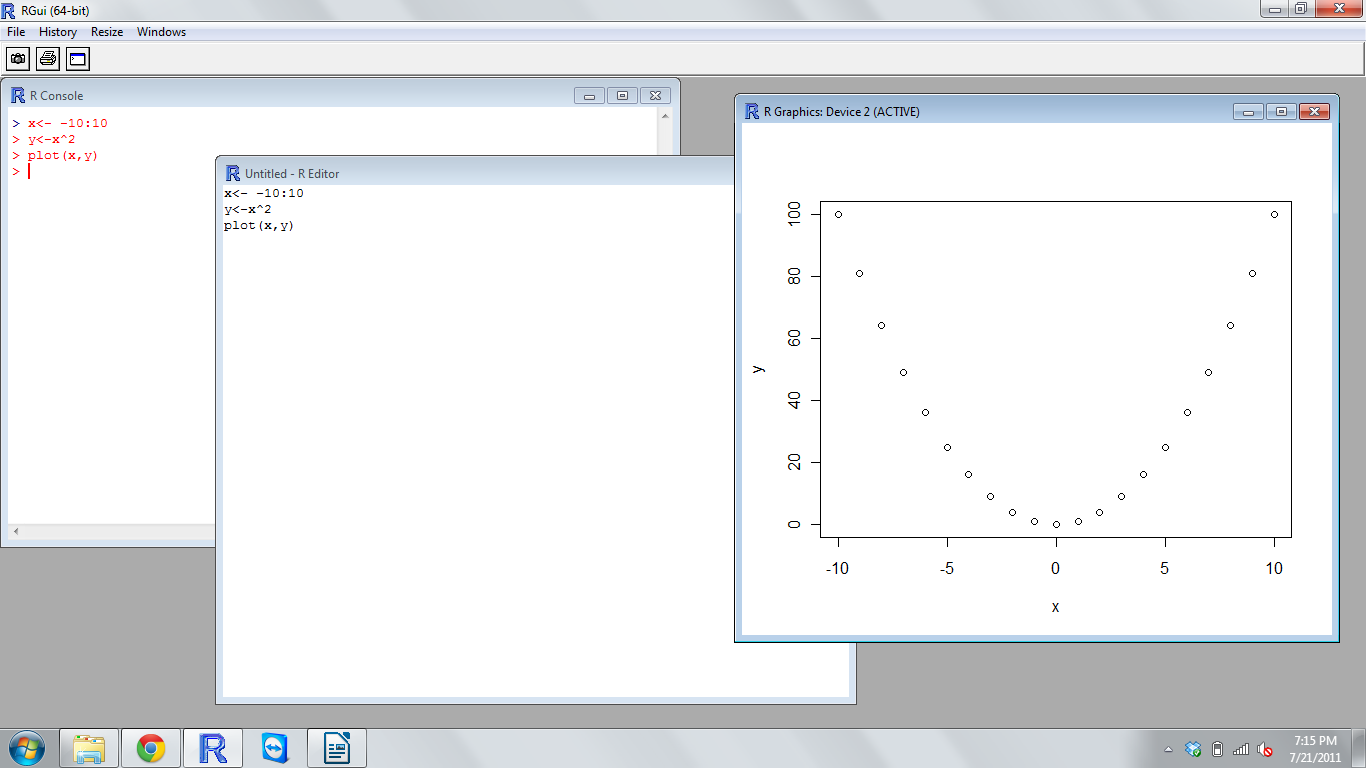 RGui (64-bit)
File History Resize Windows
R Console
> x<- -10:10
> y<-x^2
> plot(x,y)
>
Untitled - R Editor
x<- -10:10
y<-x^2
plot(x,y)
R Graphics: Device 2 (ACTIVE)
100
80
60
40
20
0
y
-10 -5 0 5 10
x
7:15 PM
7/21/2011